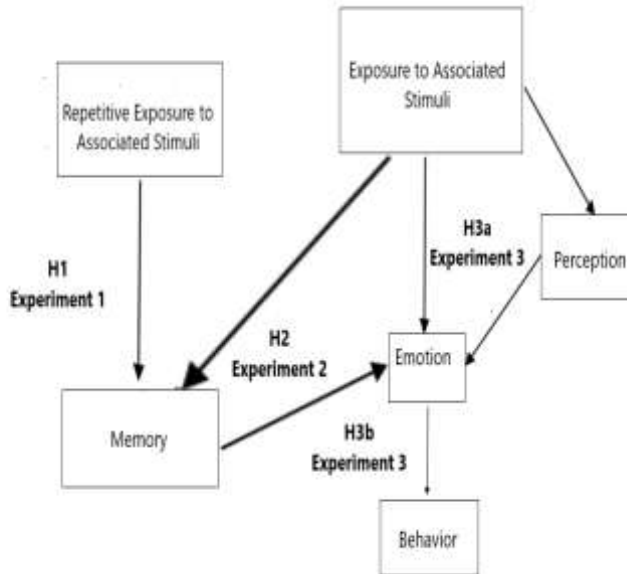 Exposure to Associated
Stimuli
Repetitive Exposure to
Associated Stimuli
H3a
Experiment 3
Perception
H1
Experiment 1
H2
Experiment 2
Emotion
Memory
H3b
Experiment 3
Behavior